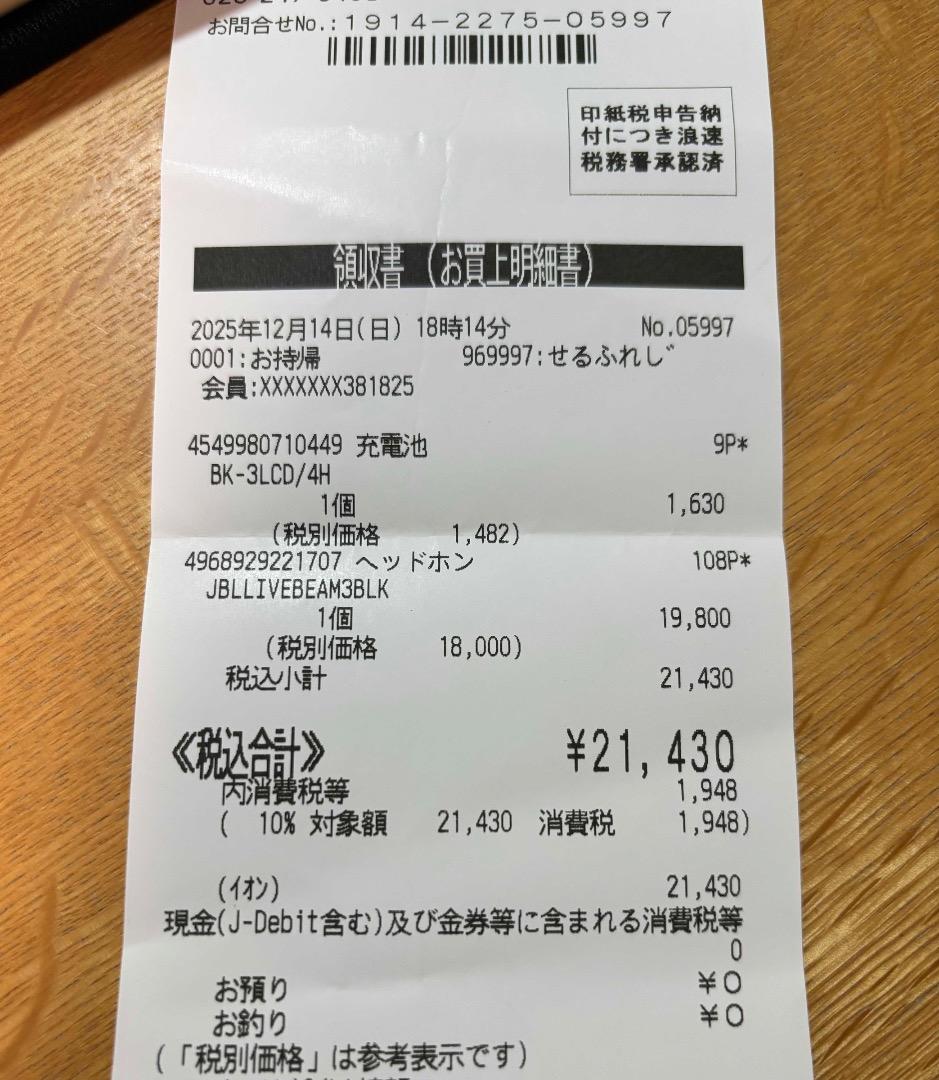 お問合せNo.:1914-2275-05997
印紙税申告納
付につき浪速
税務署承認済
領収書（お買上明細書）
2025年12月14日(日) 18時14分 No.05997
0001:お持帰 969997:せるふれじ
会員:XXXXXXX381825
4549980710449 充電池 9P*
BK-3LCD/4H
1個 1,630
(税別価格 1,482)
4968929221707 ヘッドホン 108P*
JBLLIVEBEAM3BLK
1個 19,800
(税別価格 18,000)
税込小計 21,430
《税込合計》 ¥21,430
内消費税等 1,948
( 10% 対象額 21,430 消費税 1,948)
(イオン) 21,430
現金(J-Debit含む)及び金券等に含まれる消費税等
0
お預り ¥0
お釣り ¥0
(「税別価格」は参考表示です)